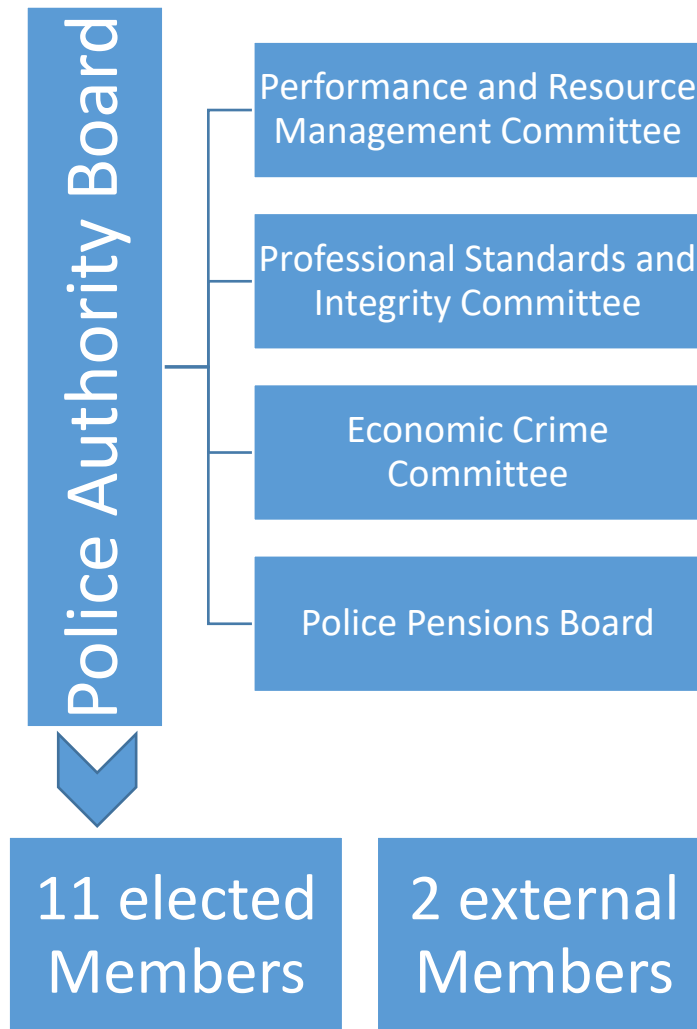 Police Authority Board
Performance and Resource
Management Committee
Professional Standards and
Integrity Committee
Economic Crime
Committee
Police Pensions Board
11 elected
Members
2 external
Members